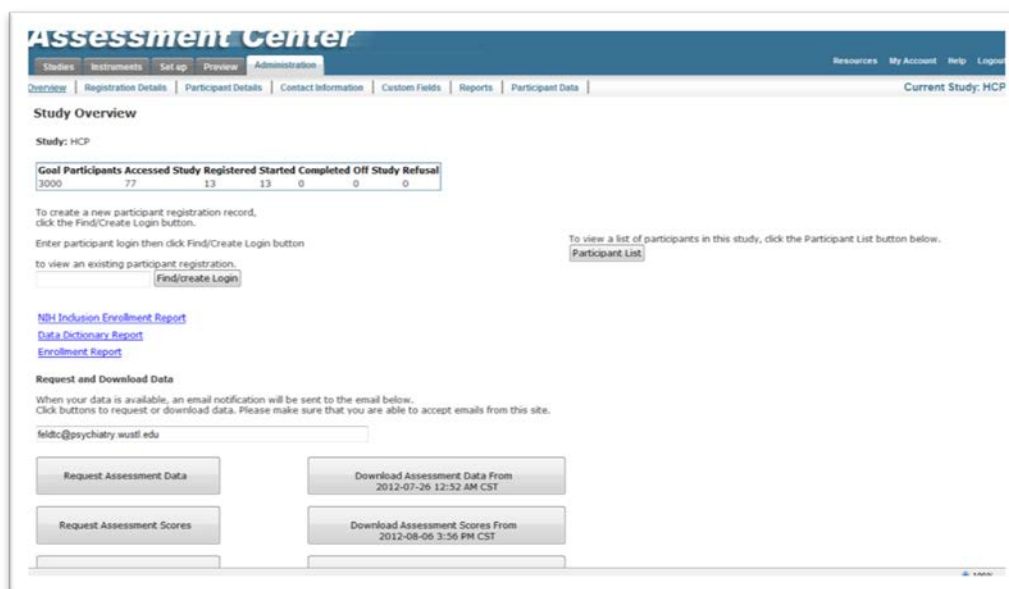 Assessment Center
Studies Instruments Set up Preview Administration
Resources My Account Help Logout
Overview Registration Details Participant Details Contact Information Custom Fields Reports Participant Data
Current Study: HCP
Study Overview
Study: HCP
Goal Participants Accessed Study Registered Started Completed Off Study Refusal
3000 77 13 13 0 0 0
To create a new participant registration record,
click the Find/Create Login button.
Enter participant login then click Find/Create Login button
to view an existing participant registration.
Find/create Login
To view a list of participants in this study, click the Participant List button below.
Participant List
NIH Inclusion Enrollment Report
Data Dictionary Report
Enrollment Report
Request and Download Data
When your data is available, an email notification will be sent to the email below.
Click buttons to request or download data. Please make sure that you are able to accept emails from this site.
feldtc@psychiatry.wustl.edu
Request Assessment Data
Download Assessment Data From
2012-07-26 12:52 AM CST
Request Assessment Scores
Download Assessment Scores From
2012-08-06 3:56 PM CST